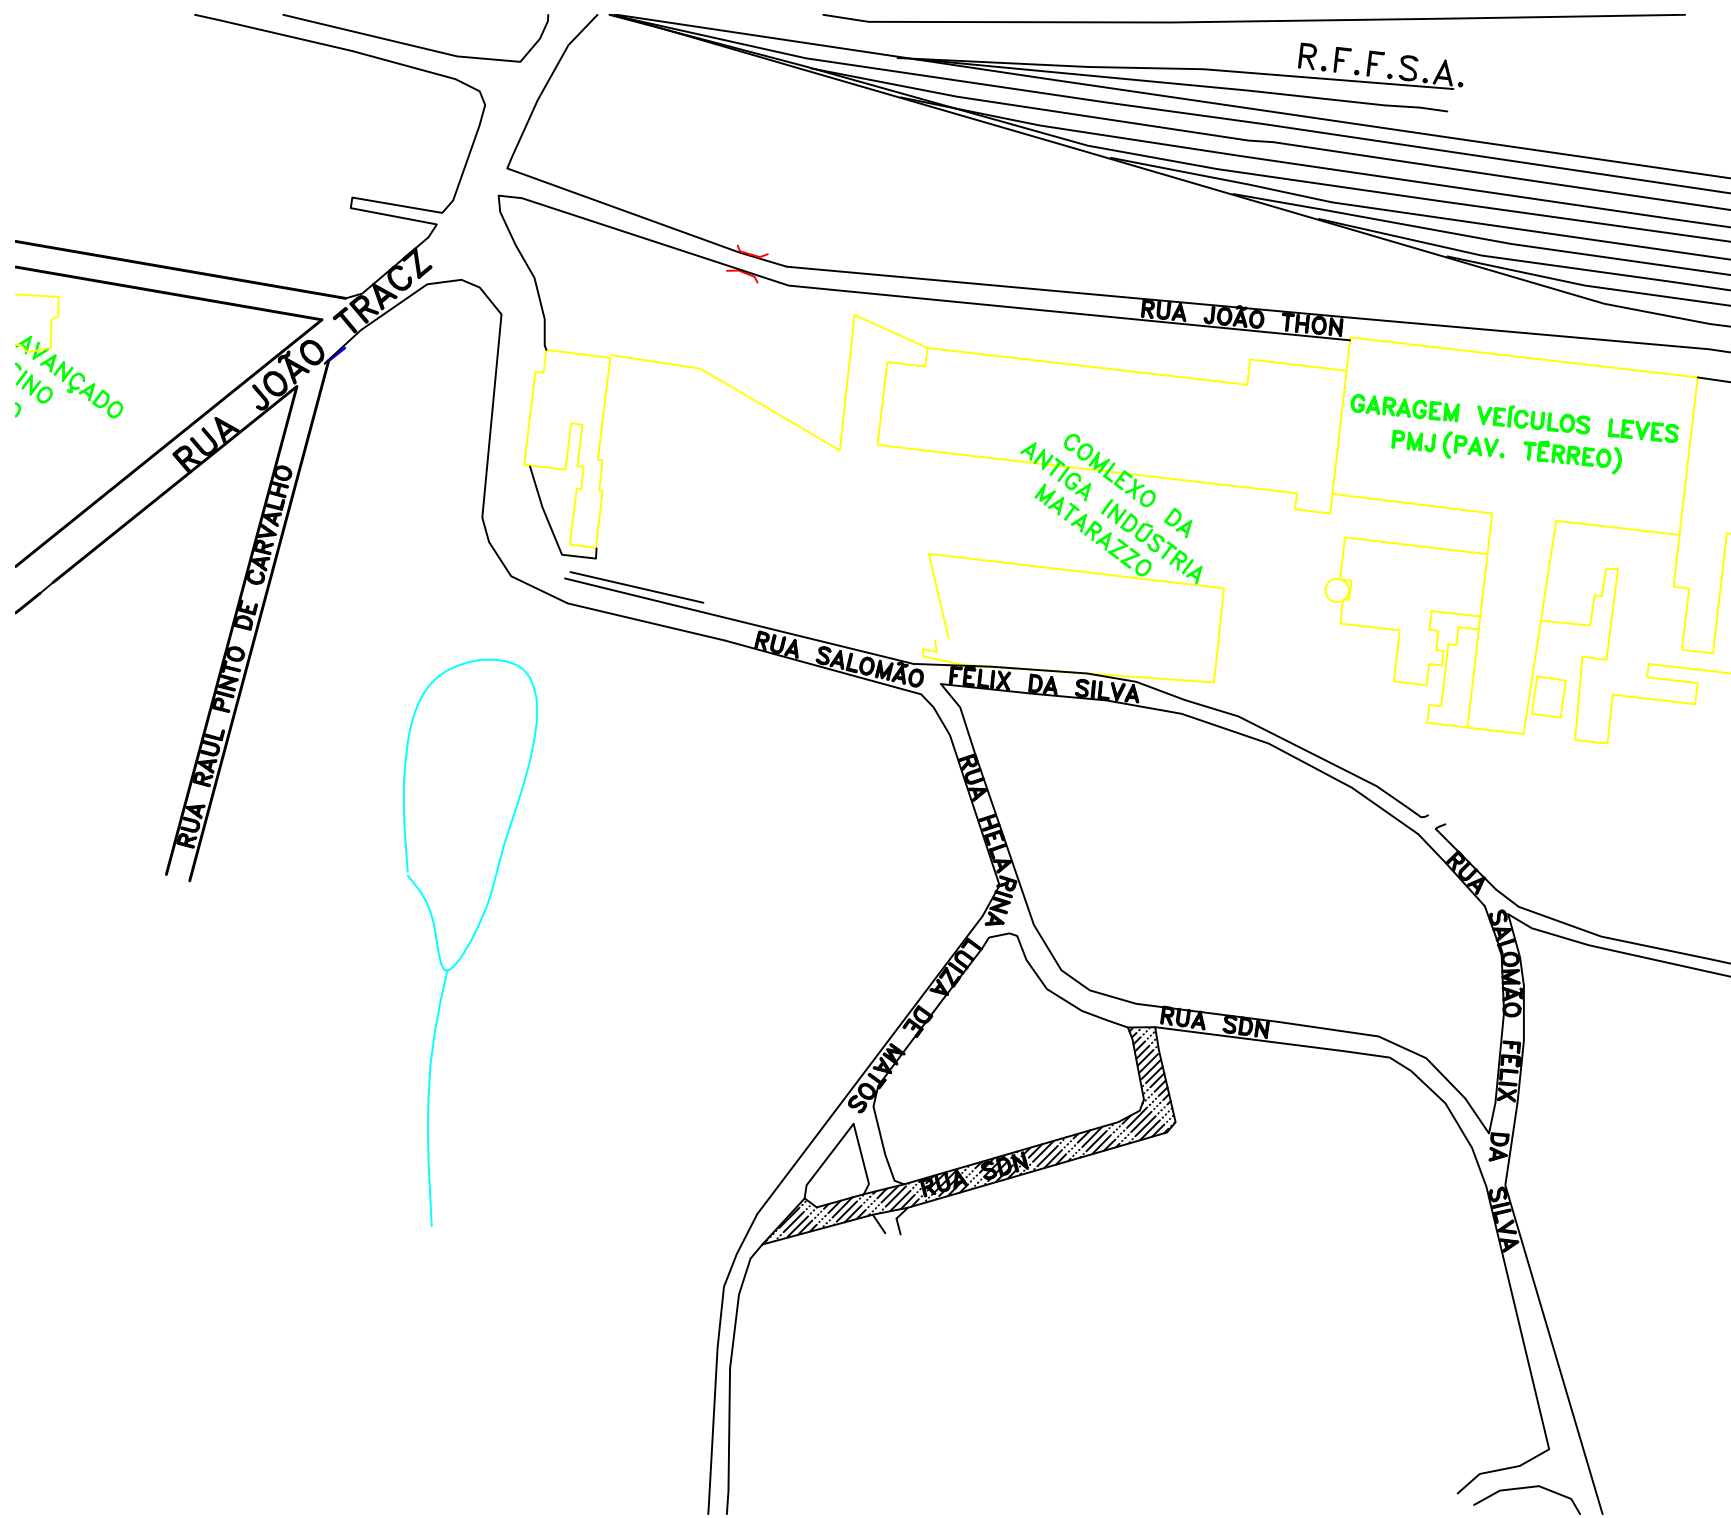 R.F.F.S.A.
RUA JOÃO TRACZ
RUA JOÃO THON
AVANÇADO
GARAGEM VEÍCULOS LEVES
PMJ (PAV. TÉRREO)
COMLEXO DA
ANTIGA INDÚSTRIA
MATARAZZO
RUA RAUL PINTO DE CARVALHO
RUA SALOMÃO FÉLIX DA SILVA
RUA HELARINA LUIZA DE MATOS
RUA SALOMÃO FÉLIX DA SILVA
RUA SDN
RUA SDN